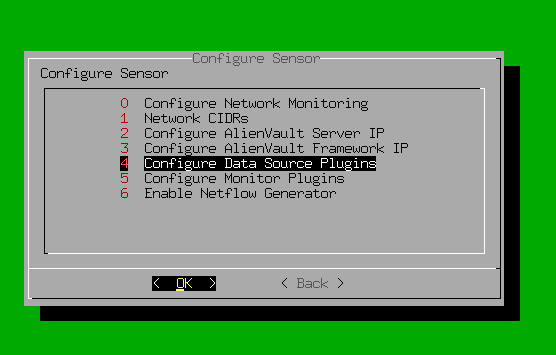 Configure Sensor
Configure Sensor
0 Configure Network Monitoring
1 Network CIDRs
2 Configure AlienVault Server IP
3 Configure AlienVault Framework IP
4 Configure Data Source Plugins
5 Configure Monitor Plugins
6 Enable Netflow Generator
< OK > < Back >